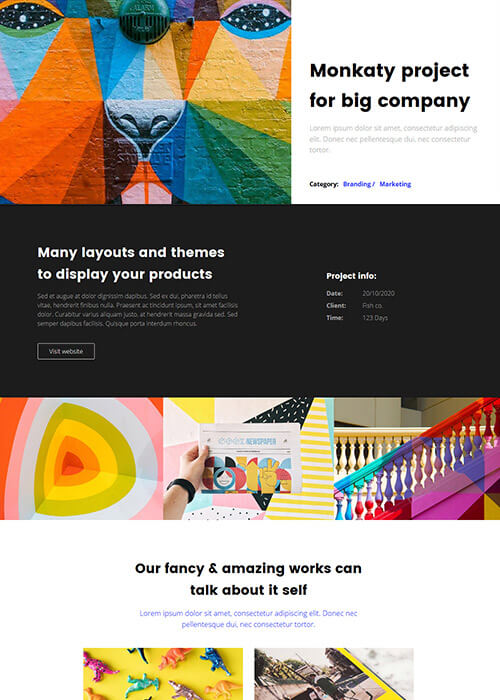 ALARM
Monkaty project
for big company
Lorem ipsum dolor sit amet, consectetur adipiscing
elit. Donec nec pellentesque dui, nec consectetur
tortor.
Category: Branding / Marketing
Many layouts and themes
to display your products
Sed et augue at dolor dignissim dapibus. Sed ex dui, pharetra id tellus
vitae, hendrerit finibus nulla. Praesent ac tincidunt ipsum, sit amet facilisis
dolor. Curabitur varius aliquam justo, at hendrerit massa gravida sed. Sed
semper dapibus facilisis. Quisque porta interdum rhoncus.
Visit website
Project info:
Date: 20/10/2020
Client: Fish co.
Time: 123 Days
NEWSPAPER
Our fancy & amazing works can
talk about it self
Lorem ipsum dolor sit amet, consectetur adipiscing elit. Donec nec
pellentesque dui, nec consectetur tortor.